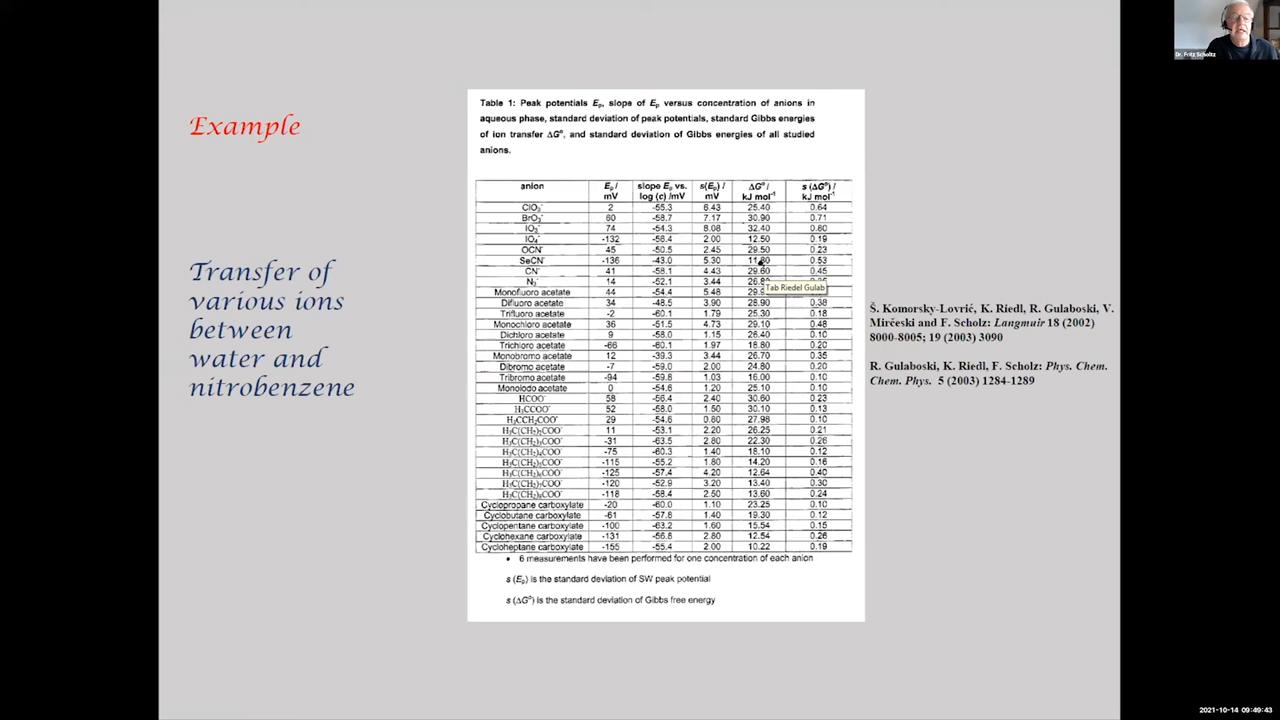 Dr. Fritz Scholtz
Example
Transfer of
various ions
between
water and
nitrobenzene
Table 1: Peak potentials Ep, slope of Ep versus concentration of anions in
aqueous phase, standard deviation of peak potentials, standard Gibbs energies
of ion transfer ΔG°, and standard deviation of Gibbs energies of all studied
anions.
anion Ep / mV slope Ep vs. log (c) /mV s(Ep) / mV ΔG° / kJ mol⁻¹ s (ΔG°) / kJ mol⁻¹
ClO₃⁻ 2 -55.3 6.43 25.40 0.64
BrO₃⁻ 60 -58.7 7.17 30.90 0.71
IO₃⁻ 74 -54.3 8.08 32.40 0.80
IO₄⁻ -132 -56.4 2.00 12.50 0.19
OCN⁻ 45 -50.5 2.45 29.50 0.23
SeCN⁻ -136 -43.0 5.30 0.53
CN⁻ 41 -58.1 4.43 29.60 0.45
N₃⁻ 14 -52.1 3.44
Monofluoro acetate 44 -54.4 5.48
Tab Riedel Gulab
Difluoro acetate 34 -48.5 3.90 28.90 0.38
Trifluoro acetate -2 -60.1 1.79 25.30 0.18
Monochloro acetate 36 -51.5 4.73 29.10 0.48
Dichloro acetate 9 -58.0 1.15 26.40 0.10
Trichloro acetate -66 -60.1 1.97 18.80 0.20
Monobromo acetate 12 -39.3 3.44 26.70 0.35
Dibromo acetate -7 -59.0 2.00 24.80 0.20
Tribromo acetate -94 -59.8 1.03 16.00 0.10
Monoiodo acetate 0 -54.6 1.20 25.10 0.10
HCOO⁻ 58 -56.4 2.40 30.60 0.23
H₃CCOO⁻ 52 -58.0 1.50 30.10 0.13
H₃CCH₂COO⁻ 29 -54.6 0.80 27.98 0.10
H₃C(CH₂)₂COO⁻ 11 -53.1 2.20 26.25 0.21
H₃C(CH₂)₃COO⁻ -31 -63.5 2.80 22.30 0.26
H₃C(CH₂)₄COO⁻ -75 -60.3 1.40 18.10 0.12
H₃C(CH₂)₅COO⁻ -115 -55.2 1.80 14.20 0.16
H₃C(CH₂)₆COO⁻ -125 -57.4 4.20 12.64 0.40
H₃C(CH₂)₇COO⁻ -120 -52.9 3.20 13.40 0.30
H₃C(CH₂)₈COO⁻ -118 -58.4 2.50 13.60 0.24
Cyclopropane carboxylate -20 -60.0 1.10 23.25 0.10
Cyclobutane carboxylate -61 -57.8 1.40 19.30 0.12
Cyclopentane carboxylate -100 -63.2 1.60 15.54 0.15
Cyclohexane carboxylate -131 -56.8 2.80 12.54 0.26
Cycloheptane carboxylate -155 -55.4 2.00 10.22 0.19
• 6 measurements have been performed for one concentration of each anion
s (Ep) is the standard deviation of SW peak potential
s (ΔG°) is the standard deviation of Gibbs free energy
Š. Komorsky-Lovrić, K. Riedl, R. Gulaboski, V.
Mirčeski and F. Scholz: Langmuir 18 (2002)
8000-8005; 19 (2003) 3090
R. Gulaboski, K. Riedl, F. Scholz: Phys. Chem.
Chem. Phys. 5 (2003) 1284-1289
2021-10-14 09:49:43